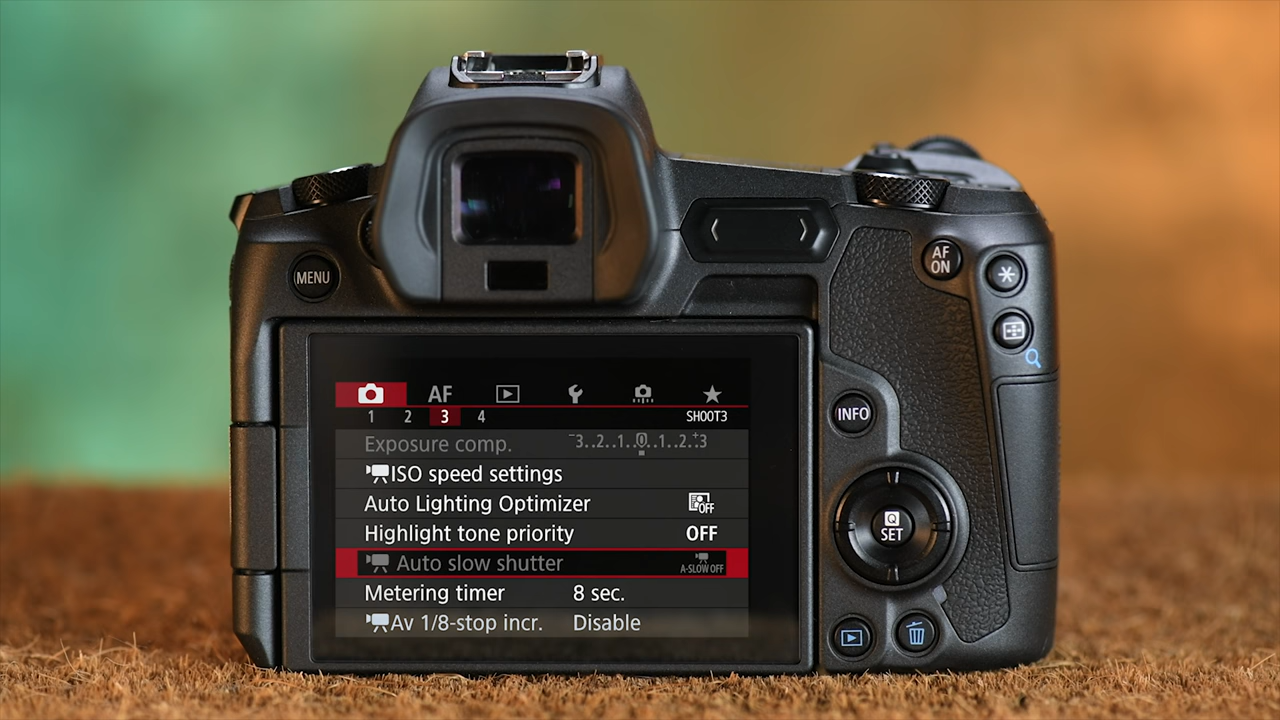 MENU
AF
ON
AF
1 2 3 4 SHOOT3
Exposure comp. -3..2..1..0..1..2.+3
ISO speed settings
Auto Lighting Optimizer OFF
Highlight tone priority OFF
Auto slow shutter A-SLOW OFF
Metering timer 8 sec.
Av 1/8-stop incr. Disable
INFO
Q
SET